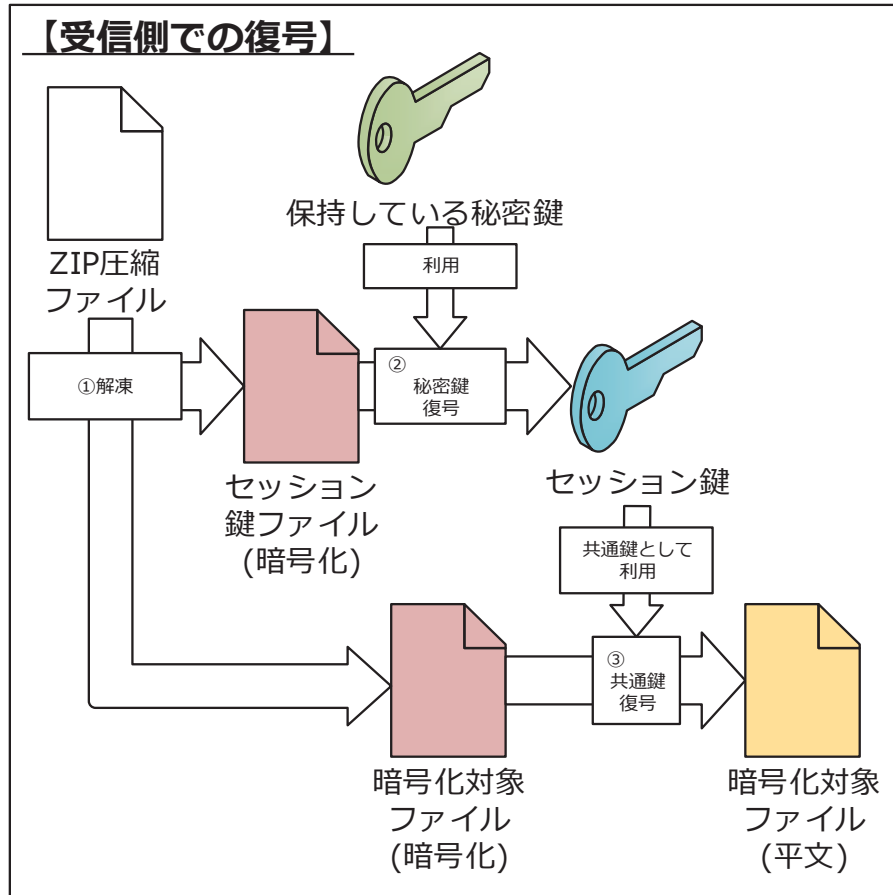 【受信側での復号】
保持している秘密鍵
利用
ZIP圧縮
ファイル
①解凍
②
秘密鍵
復号
セッション
鍵ファイル
(暗号化)
セッション鍵
共通鍵として
利用
③
共通鍵
復号
暗号化対象
ファイル
(暗号化)
暗号化対象
ファイル
(平文)